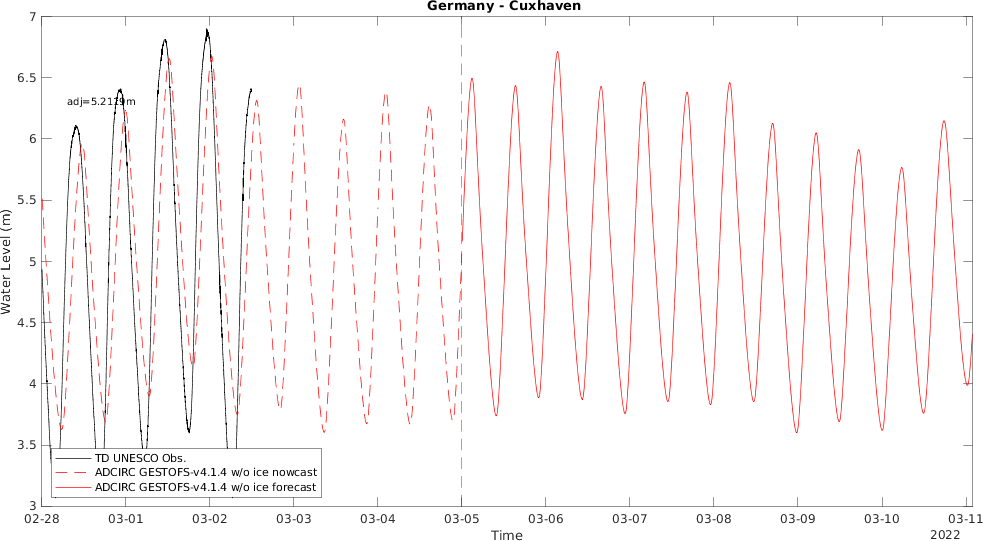 Germany - Cuxhaven
7
6.5
6
5.5
5
4.5
4
3.5
3
Water Level (m)
adj=5.2119m
TD UNESCO Obs.
ADCIRC GESTOFS-v4.1.4 w/o ice nowcast
ADCIRC GESTOFS-v4.1.4 w/o ice forecast
02-28 03-01 03-02 03-03 03-04 03-05 03-06 03-07 03-08 03-09 03-10 03-11
Time
2022